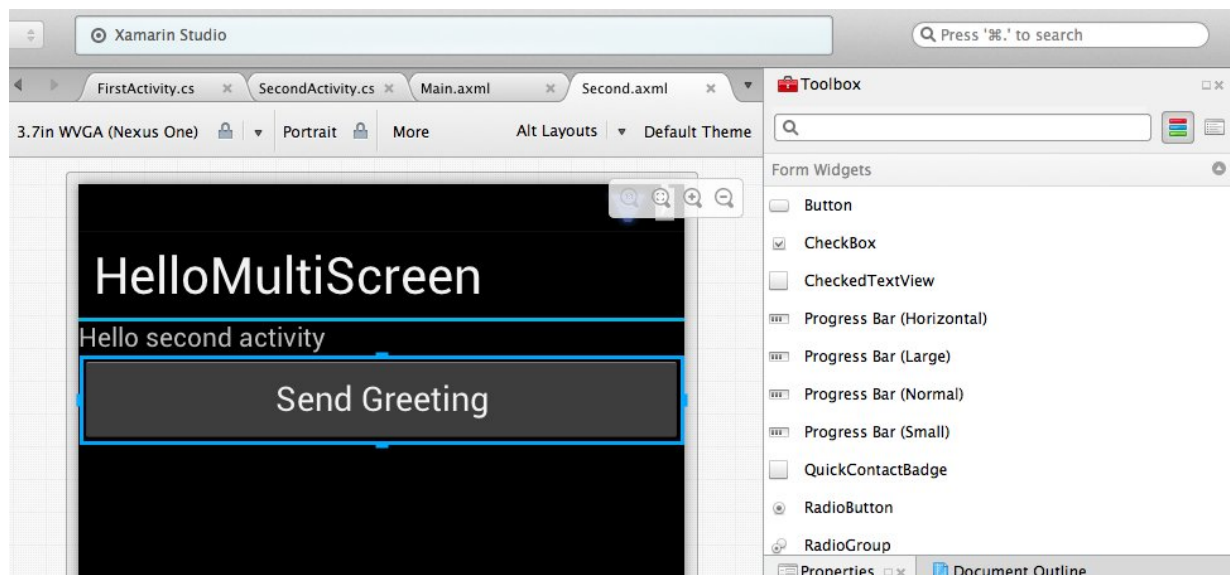 Xamarin Studio
Press '⌘.' to search
FirstActivity.cs
SecondActivity.cs
Main.axml
Second.axml
3.7in WVGA (Nexus One)
Portrait
More
Alt Layouts
Default Theme
HelloMultiScreen
Hello second activity
Send Greeting
Toolbox
Form Widgets
Button
CheckBox
CheckedTextView
Progress Bar (Horizontal)
Progress Bar (Large)
Progress Bar (Normal)
Progress Bar (Small)
QuickContactBadge
RadioButton
RadioGroup
Properties
Document Outline